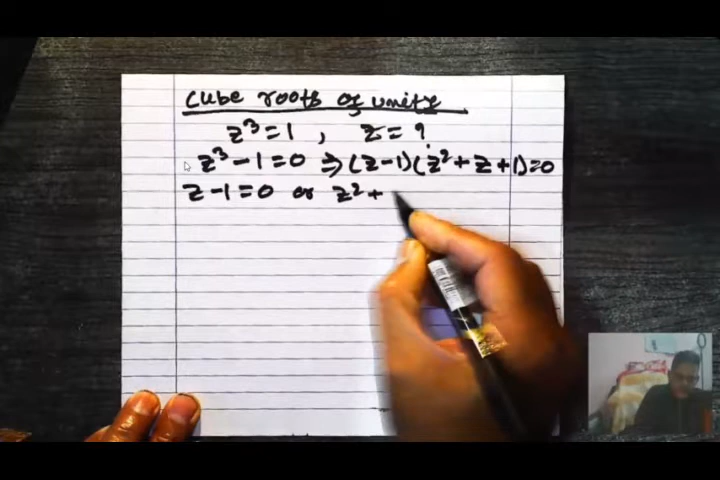 cube roots of unity
z³=1 , z=?
z³-1=0 ⇒(z-1)(z²+z+1)=0
z-1=0 or z²+